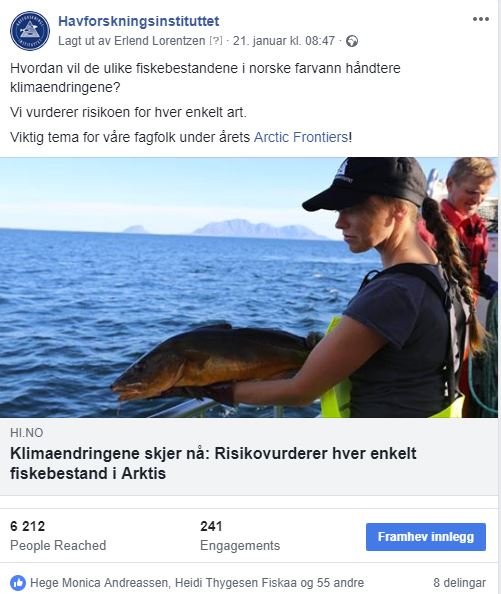 Havforskningsinstituttet
Lagt ut av Erlend Lorentzen [?] · 21. januar kl. 08:47 ·
Hvordan vil de ulike fiskebestandene i norske farvann håndtere
klimaendringene?
Vi vurderer risikoen for hver enkelt art.
Viktig tema for våre fagfolk under årets Arctic Frontiers!
HI.NO
Klimaendringene skjer nå: Risikovurderer hver enkelt
fiskebestand i Arktis
6 212
People Reached
241
Engagements
Framhev innlegg
Hege Monica Andreassen, Heidi Thygesen Fiskaa og 55 andre
8 delingar